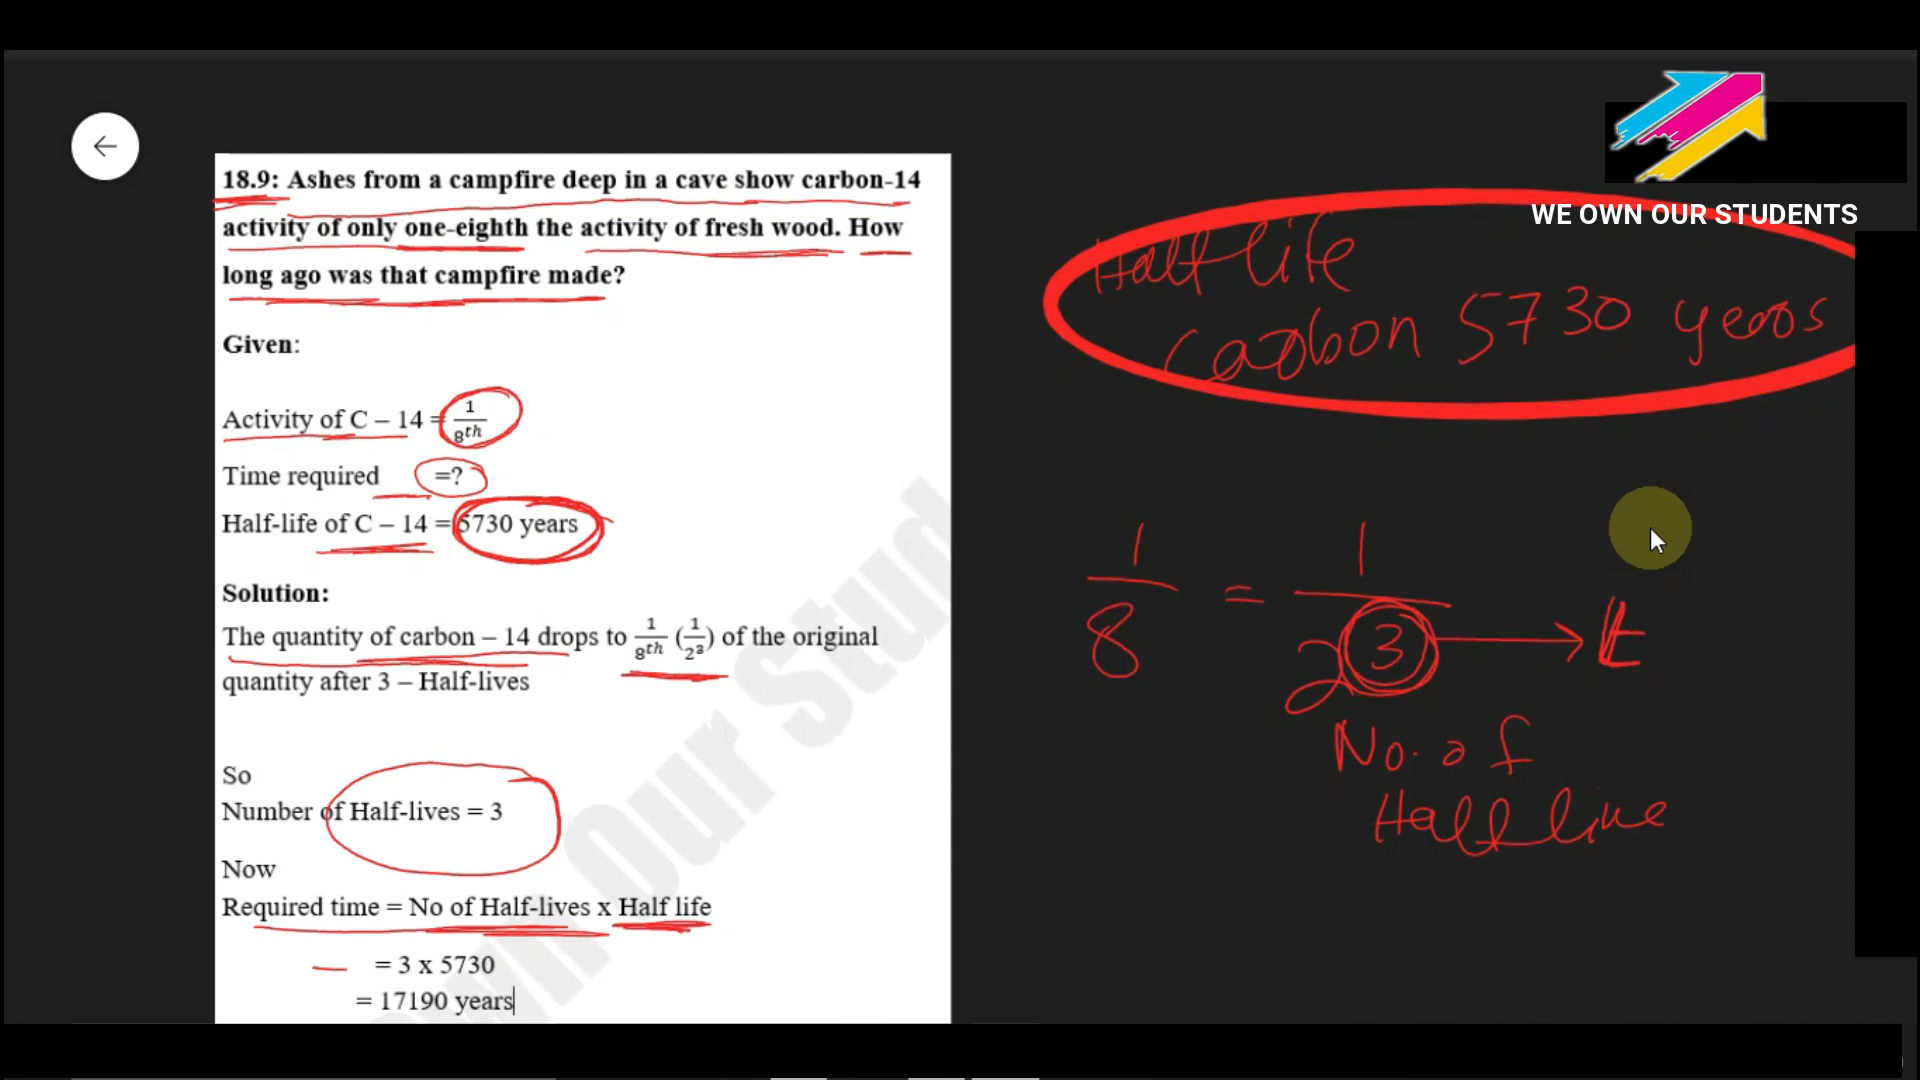 WE OWN OUR STUDENTS
18.9: Ashes from a campfire deep in a cave show carbon-14
activity of only one-eighth the activity of fresh wood. How
long ago was that campfire made?
Given:
Activity of C – 14 = 1/8th
Time required =?
Half-life of C – 14 = 5730 years
Solution:
The quantity of carbon – 14 drops to 1/8th (1/2³) of the original
quantity after 3 – Half-lives
So
Number of Half-lives = 3
Now
Required time = No of Half-lives x Half life
= 3 x 5730
= 17190 years
Own Our Stud
Half life
Carbon 5730 years
1/8 = 1/2³ → t
No. of
Half live